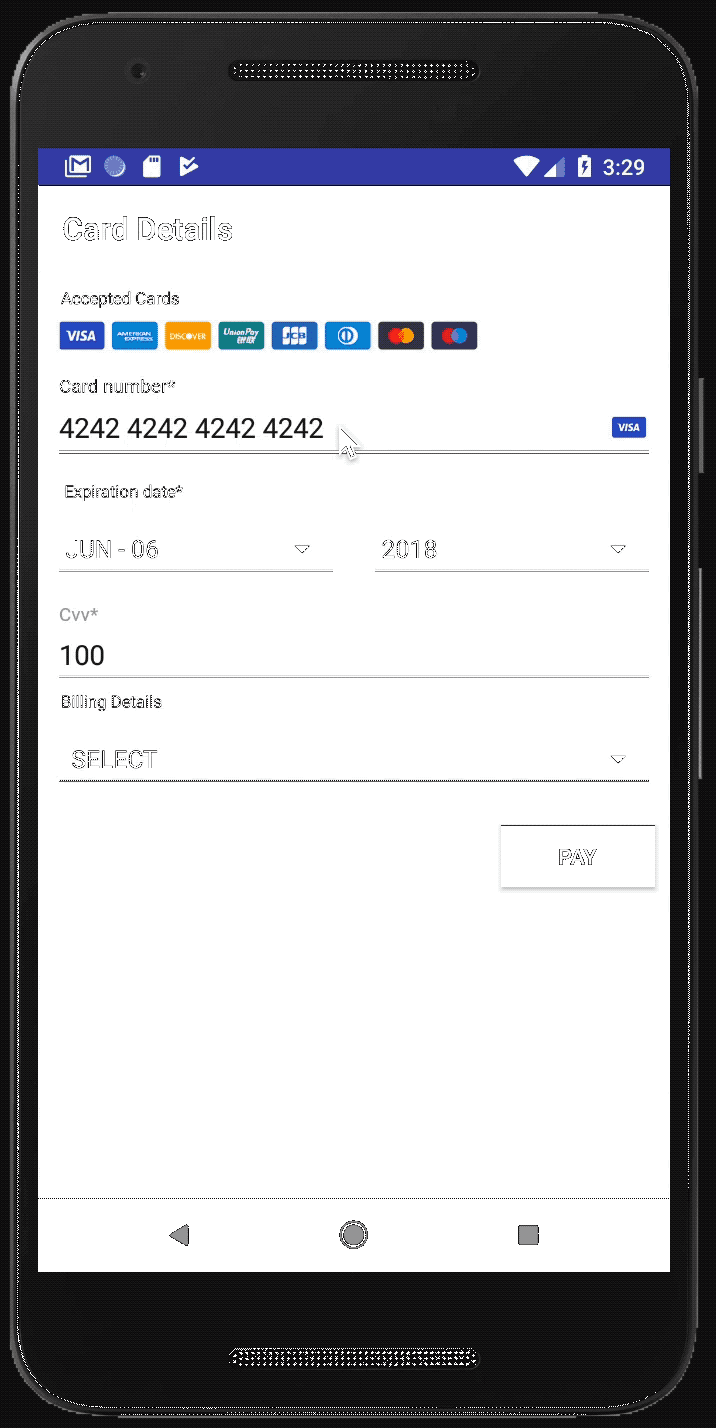 3:29
Card Details
Accepted Cards
VISA AMERICAN EXPRESS DISCOVER UnionPay 银联 JCB
Card number*
4242 4242 4242 4242 VISA
Expiration date*
JUN - 06 2018
Cvv*
100
Billing Details
SELECT
PAY